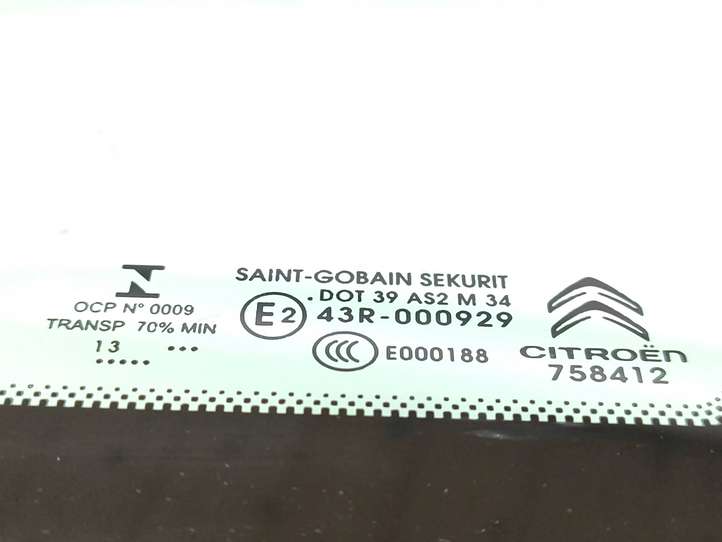 SAINT-GOBAIN SEKURIT
.DOT 39 AS2 M 34
E2 43R-000929
CCC E000188
OCP N° 0009
TRANSP 70% MIN
13 ...
.....
CITROËN
758412